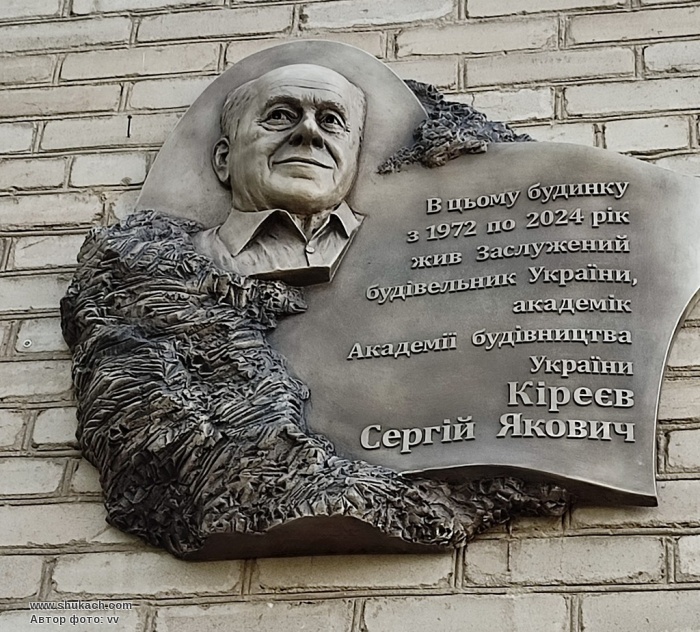 В цьому будинку
з 1972 по 2024 рік
жив Заслужений
будівельник України,
академік
Академії будівництва
України
Кіреєв
Сергій Якович
www.shukach.com
Автор фото: vv